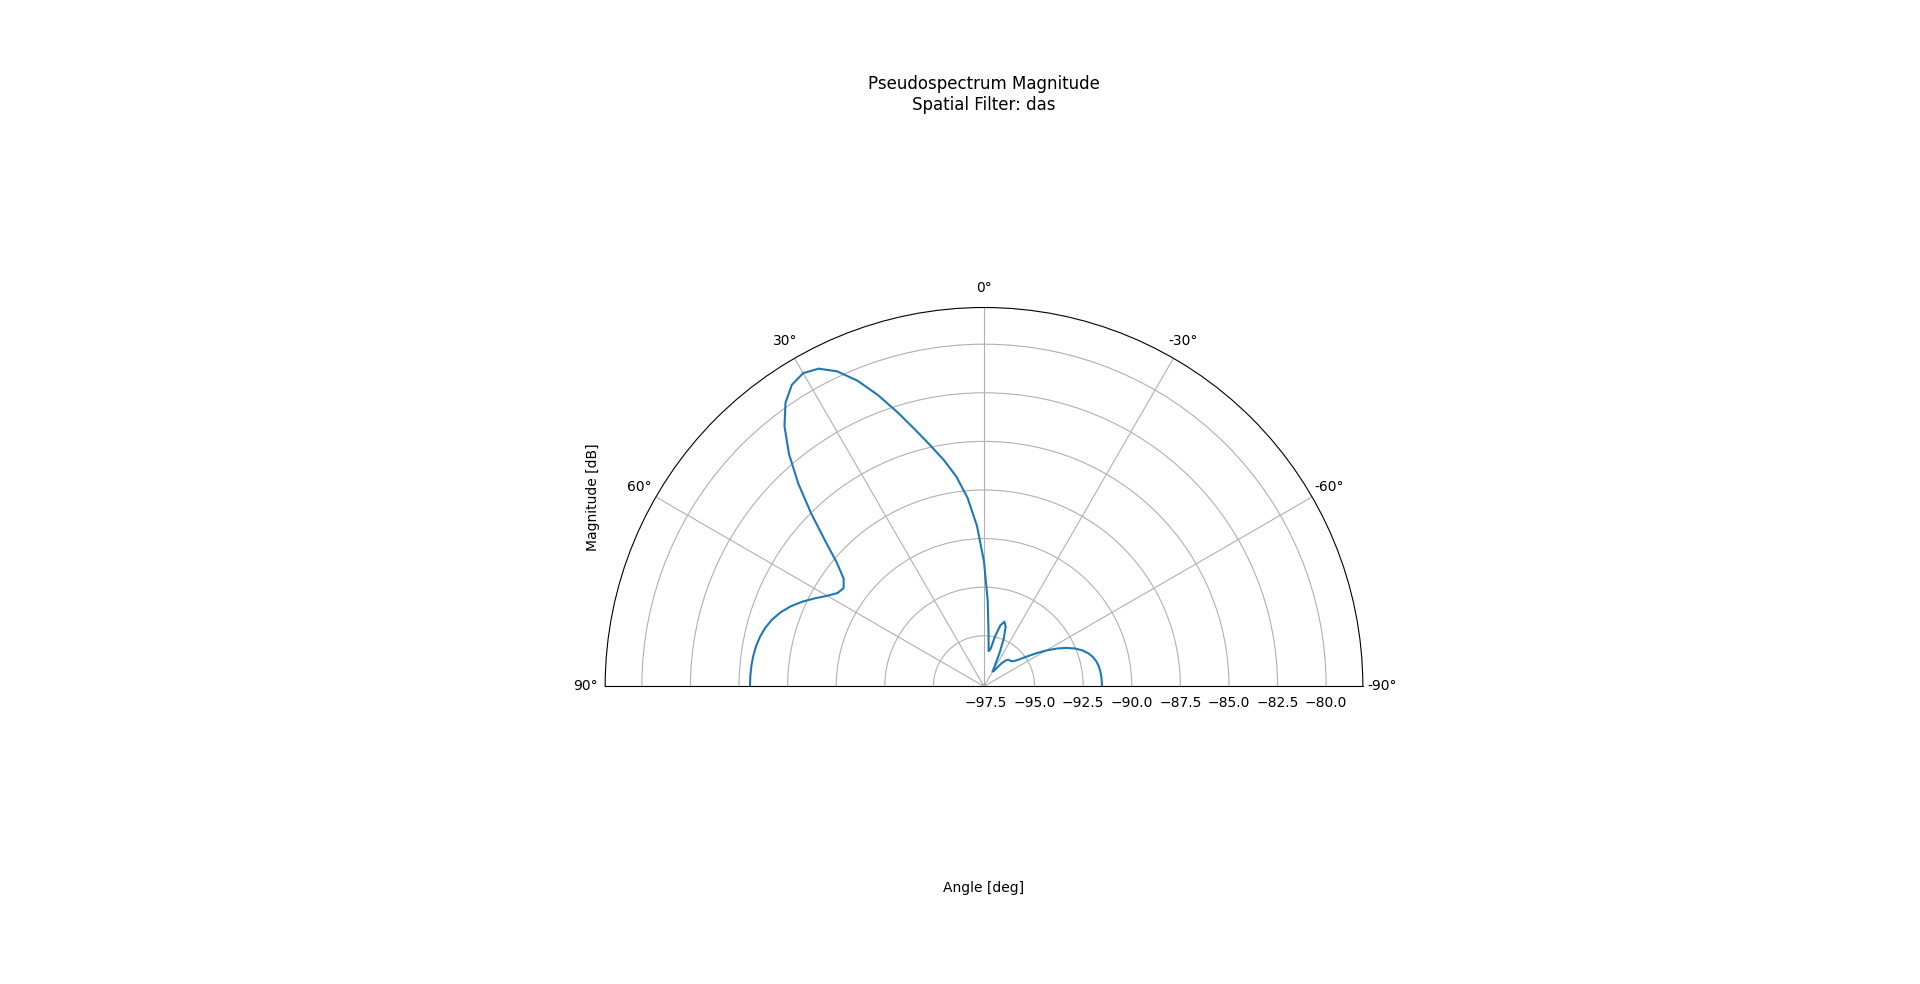 Pseudospectrum Magnitude
Spatial Filter: das
0°
30°
-30°
60°
-60°
Magnitude [dB]
90°
-90°
−97.5 −95.0 −92.5 −90.0 −87.5 −85.0 −82.5 −80.0
Angle [deg]